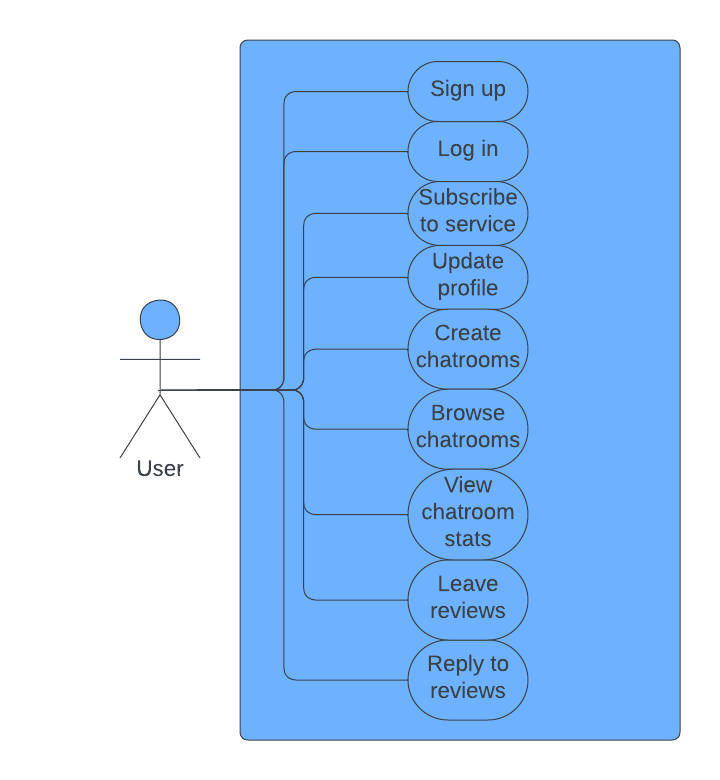 Sign up
Log in
Subscribe
to service
Update
profile
Create
chatrooms
Browse
chatrooms
View
chatroom
stats
Leave
reviews
Reply to
reviews
User